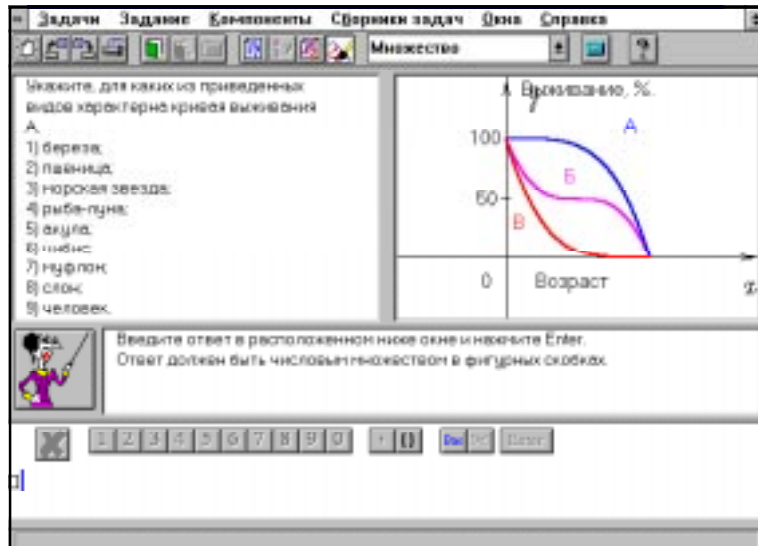 Задачи Задание Компоненты Сборники задач Окна Справка
Множество ?
Укажите, для каких из приведенных
видов характерна кривая выживания
А.
1) береза;
2) пшеница;
3) морская звезда;
4) рыба-луна;
5) акула;
6) чибис;
7) муфлон;
8) слон;
9) человек.
y Выживание, %.
100
А
Б
50
В
0 Возраст x
Введите ответ в расположенном ниже окне и нажмите Enter.
Ответ должен быть числовым множеством в фигурных скобках.
1 2 3 4 5 6 7 8 9 0 {} Enter